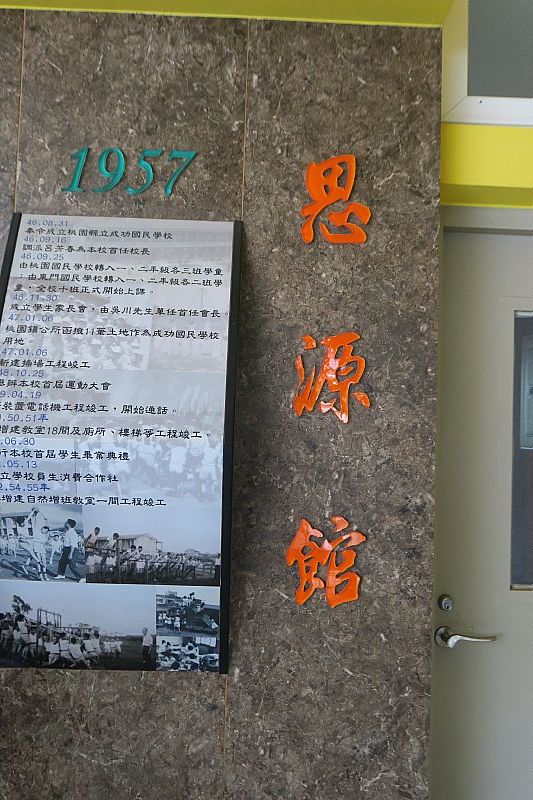 1957
46.08.31
奉令成立桃園縣立成功國民學校
46.09.16
調派呂芳春為本校首任校長
46.09.25
由桃園國民學校轉入一、二年級各三班學童
；由東門國民學校轉入一、二年級各二班學
童，全校十班正式開始上課。
46.11.30
成立學生家長會，由吳川先生擧任首任會長。
47.01.06
桃園鎮公所函撥11筆土地作為成功國民學校
用地。
47.01.06
新建操場工程峻工
48.10.25
舉辦本校首屆運動大會
9.04.19
裝置電話機工程竣工，開始通話。
.50.51年
增建教室18間及廁所、樓梯等工程竣工。
.06.30
行本校首屆學生畢業典禮
.05.13
立學校員生消費合作社
2.54.55年
增建自然增班教室一間工程竣工
思源館